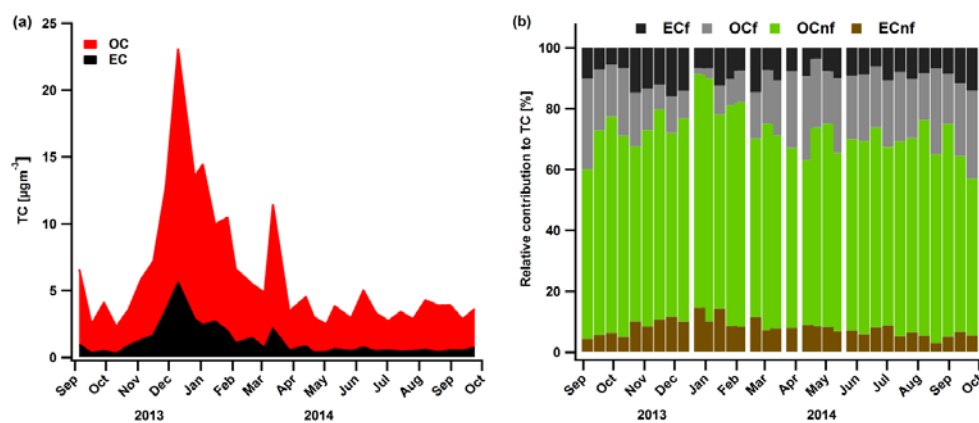 (a)
25
20
15
10
5
0
TC [µgm⁻³]
OC
EC
Sep Oct Nov Dec Jan Feb Mar Apr May Jun Jul Aug Sep Oct
2013 2014
(b)
ECf OCf OCnf ECnf
100
80
60
40
20
0
Relative contribution to TC [%]
Sep Oct Nov Dec Jan Feb Mar Apr May Jun Jul Aug Sep Oct
2013 2014